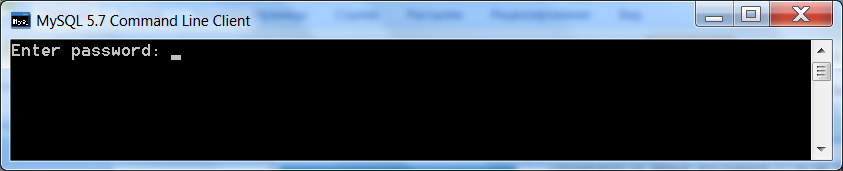 MySQL 5.7 Command Line Client
Enter password: